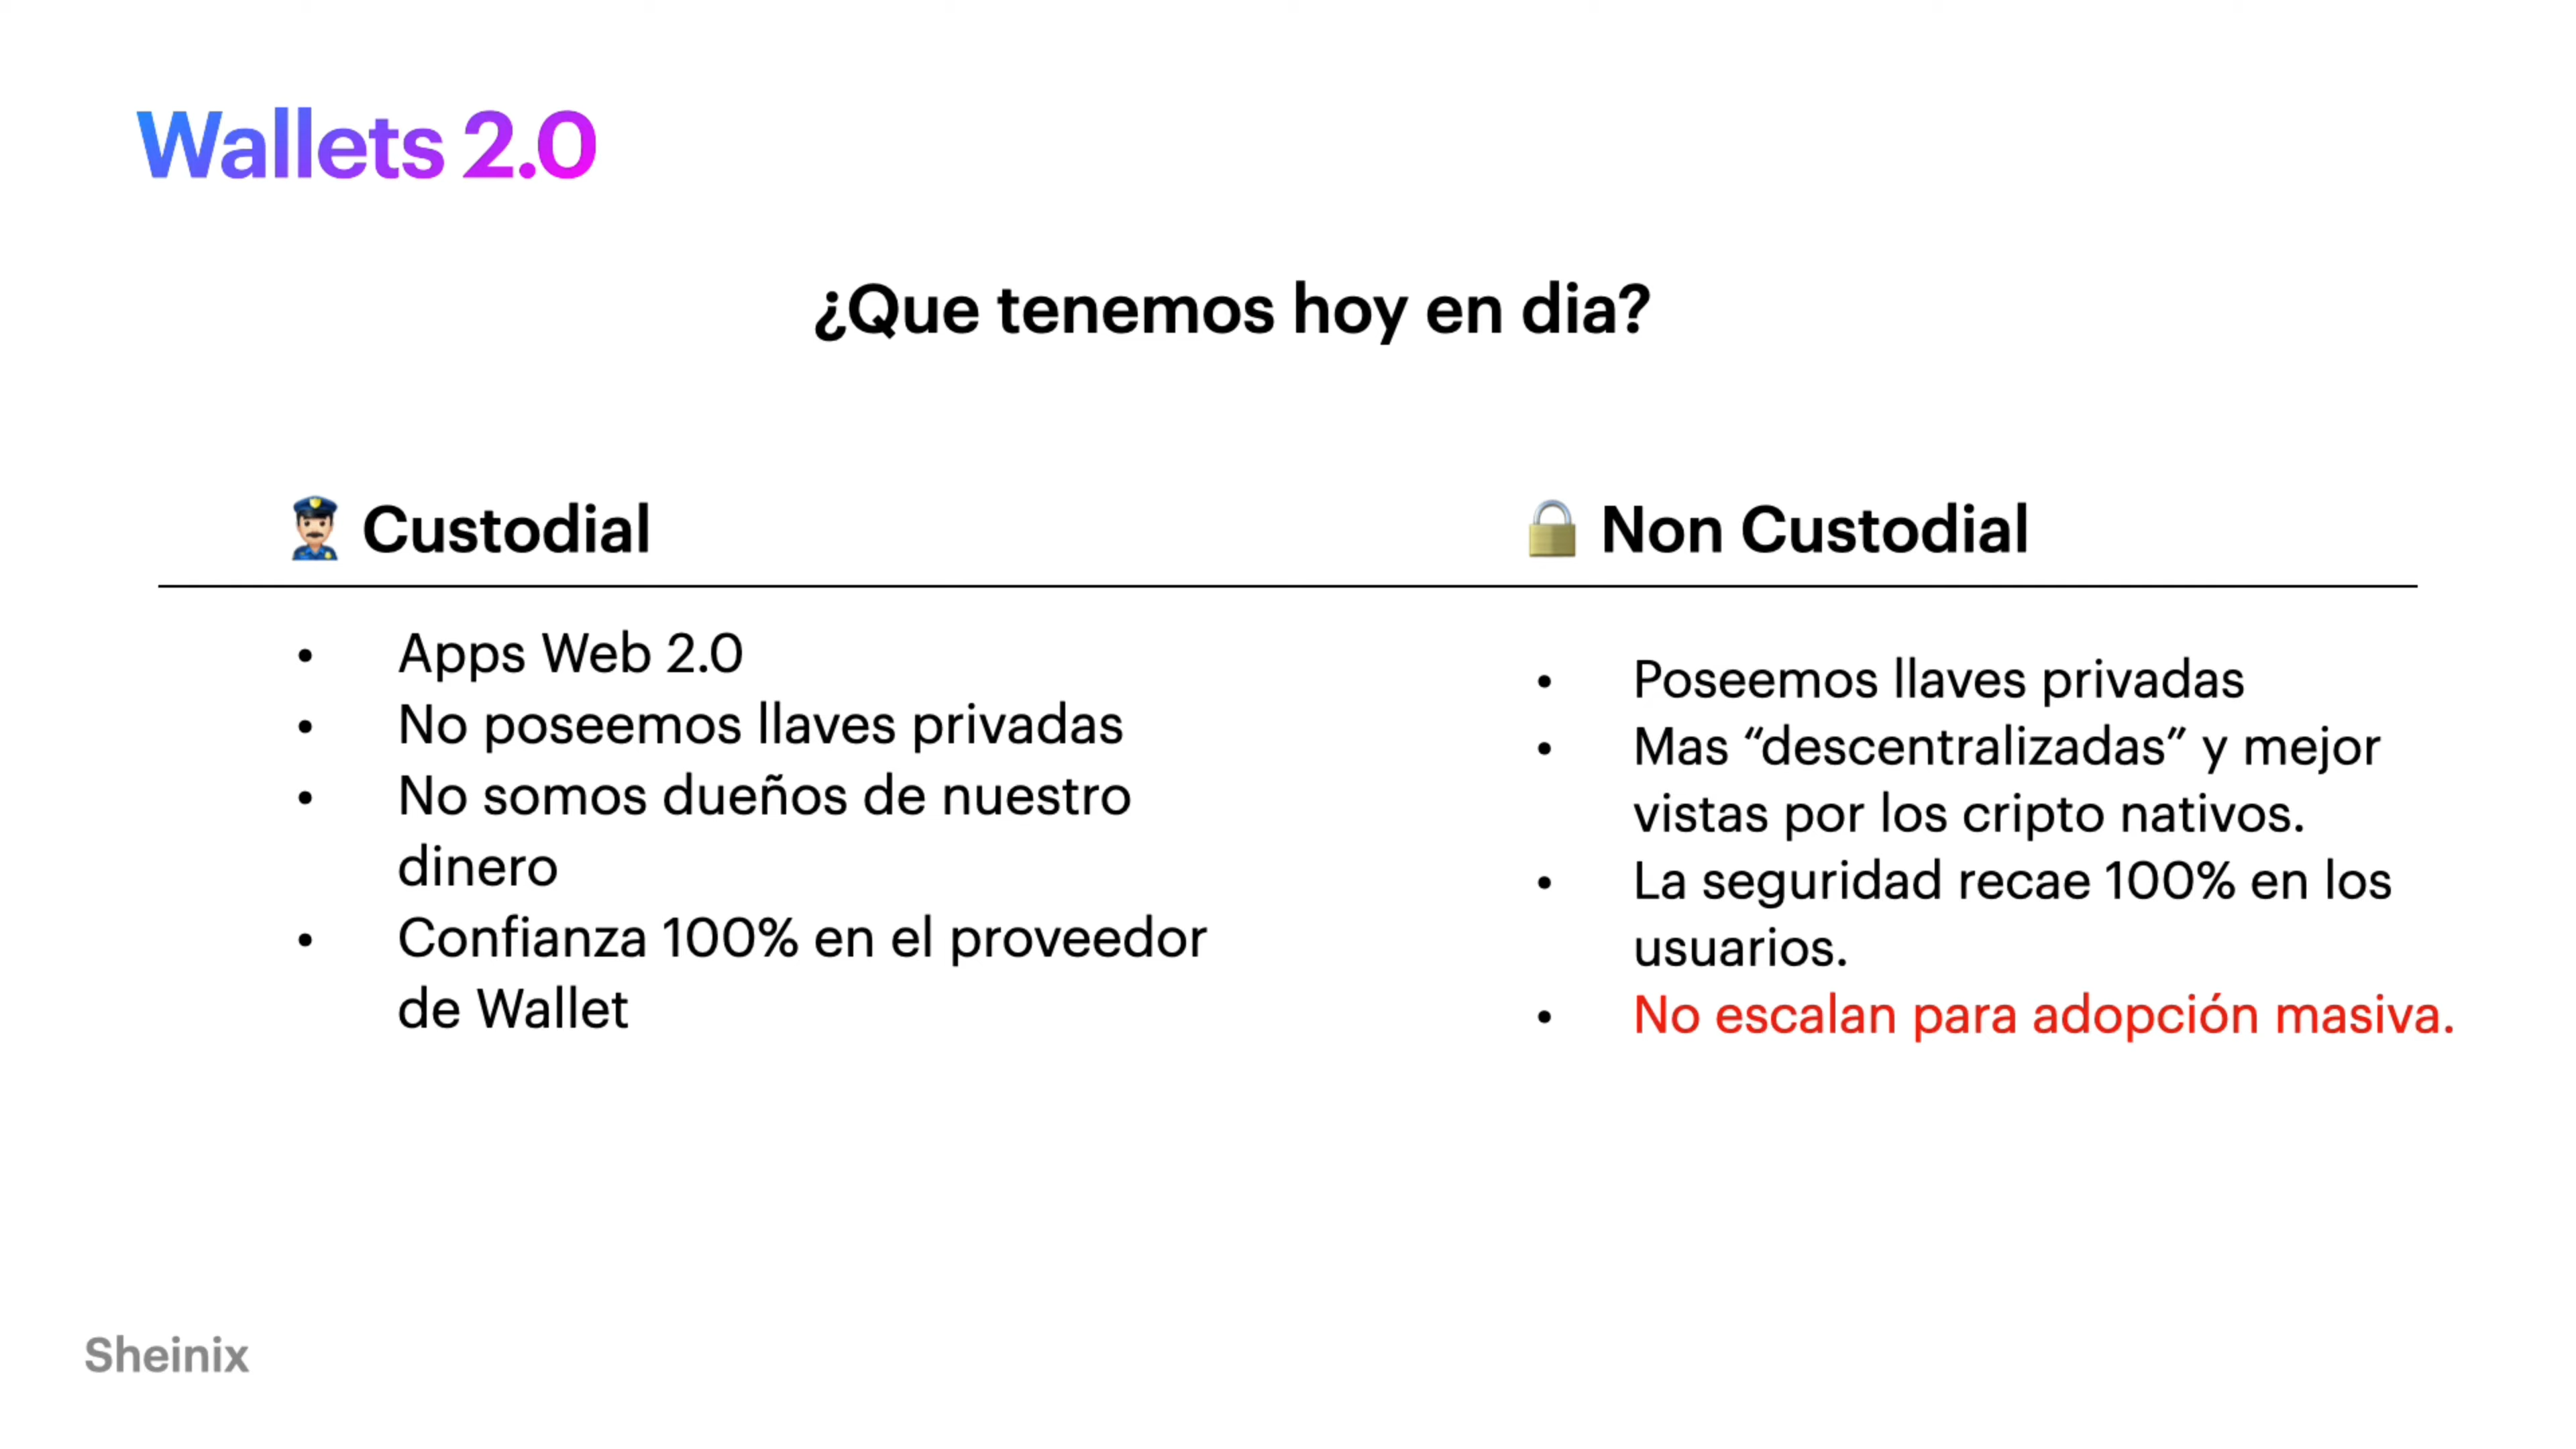 Wallets 2.0
¿Que tenemos hoy en dia?
Custodial
Apps Web 2.0
No poseemos llaves privadas
No somos dueños de nuestro
dinero
Confianza 100% en el proveedor
de Wallet
Non Custodial
Poseemos llaves privadas
Mas “descentralizadas” y mejor
vistas por los cripto nativos.
La seguridad recae 100% en los
usuarios.
No escalan para adopción masiva.
Sheinix